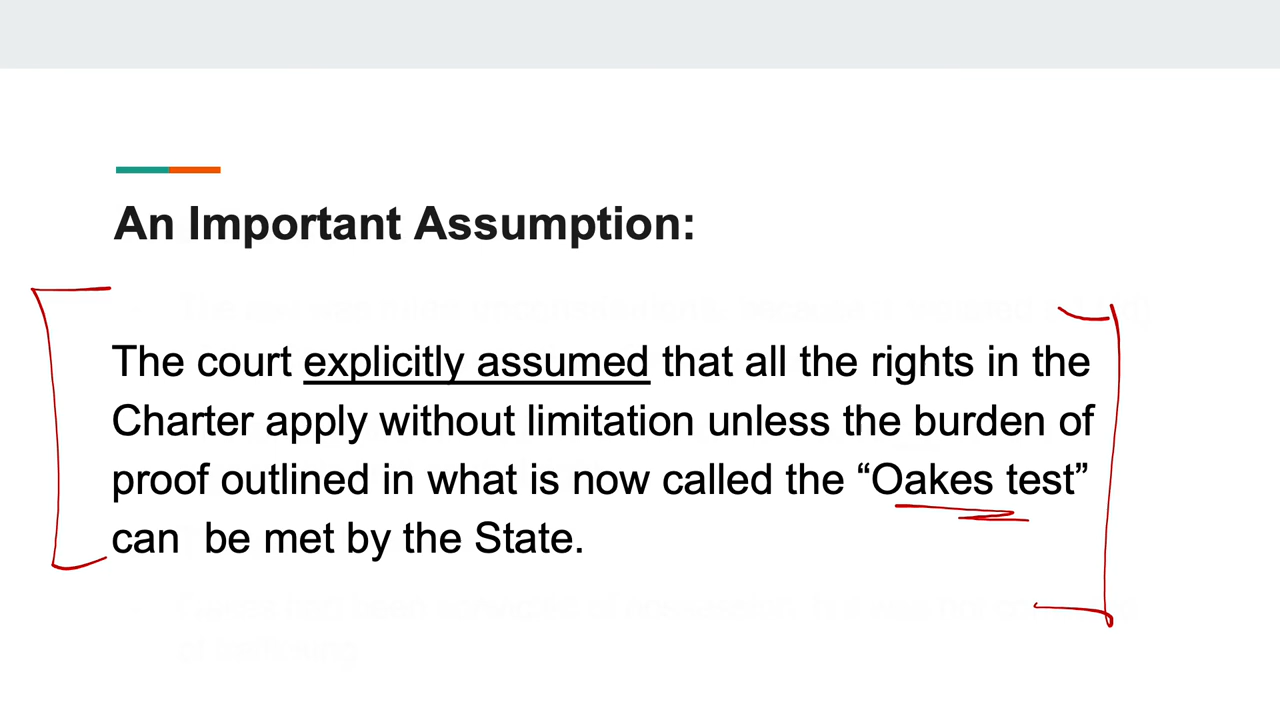 An Important Assumption:
The court explicitly assumed that all the rights in the
Charter apply without limitation unless the burden of
proof outlined in what is now called the “Oakes test”
can  be met by the State.